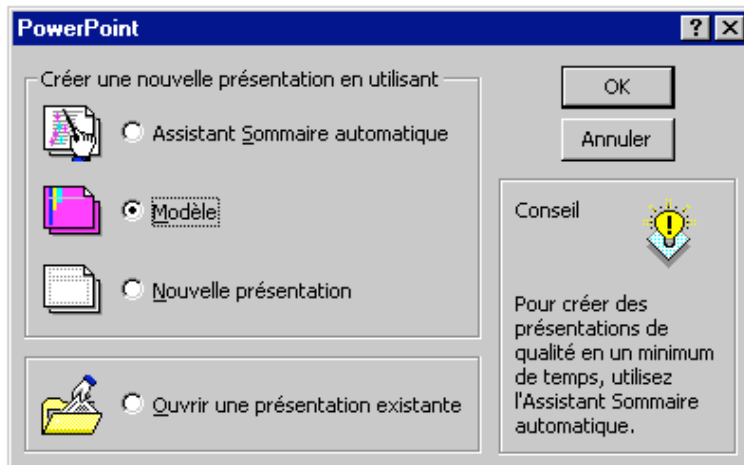 PowerPoint
Créer une nouvelle présentation en utilisant
Assistant Sommaire automatique
Modèle
Nouvelle présentation
Ouvrir une présentation existante
OK
Annuler
Conseil
Pour créer des
présentations de
qualité en un minimum
de temps, utilisez
l'Assistant Sommaire
automatique.